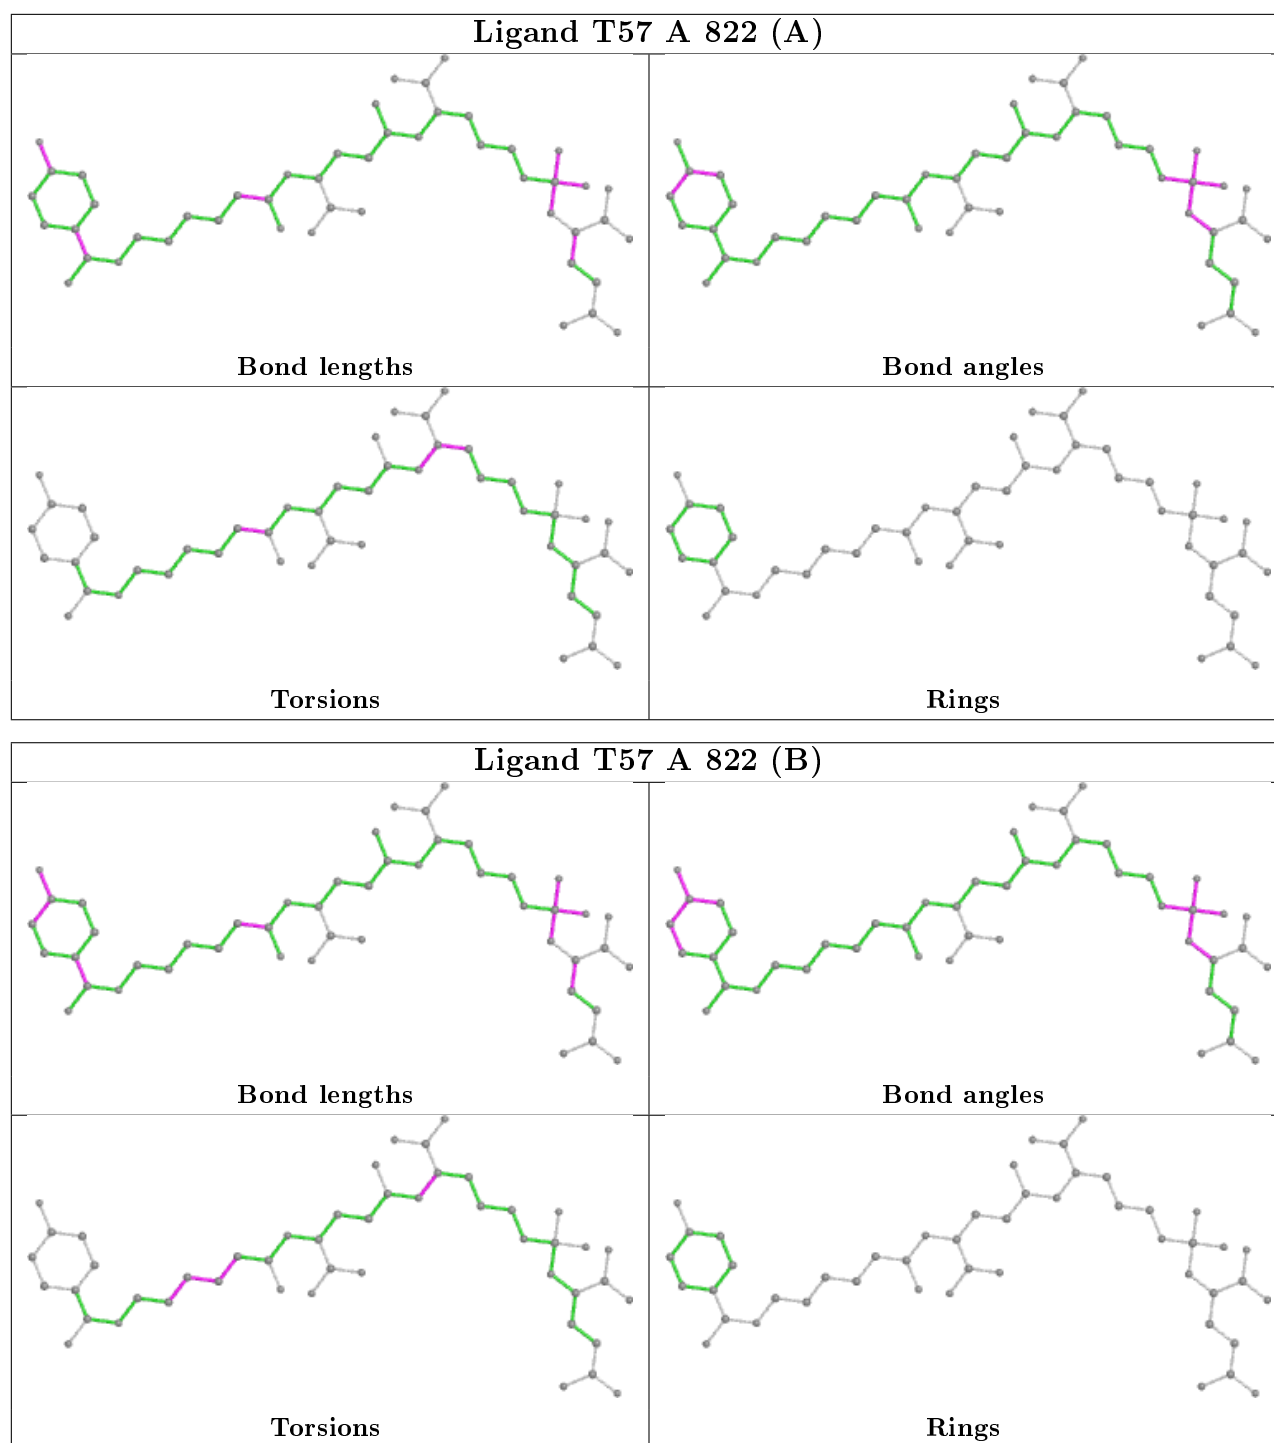 Ligand T57 A 822 (A)
Bond lengths
Bond angles
Torsions
Rings
Ligand T57 A 822 (B)
Bond lengths
Bond angles
Torsions
Rings